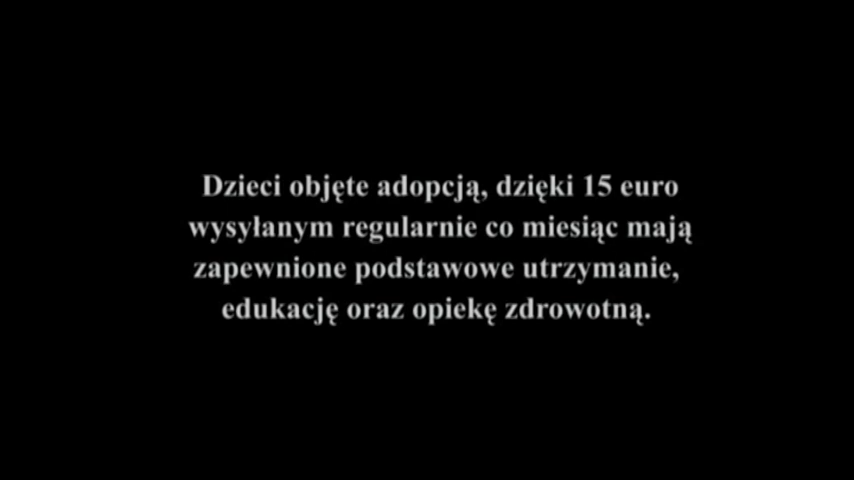 Dzieci objęte adopcją, dzięki 15 euro
wysyłanym regularnie co miesiąc mają
zapewnione podstawowe utrzymanie,
edukację oraz opiekę zdrowotną.